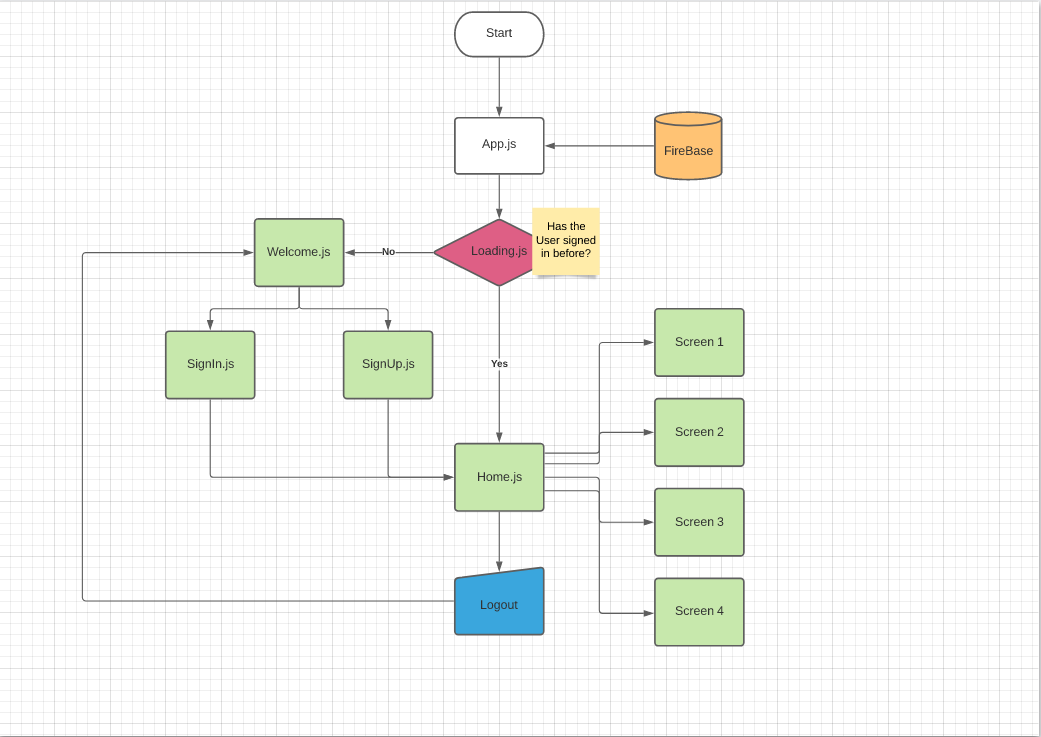 Start
App.js
FireBase
Has the
User signed
in before?
Loading.js
No
Welcome.js
SignIn.js
SignUp.js
Yes
Screen 1
Screen 2
Home.js
Screen 3
Logout
Screen 4